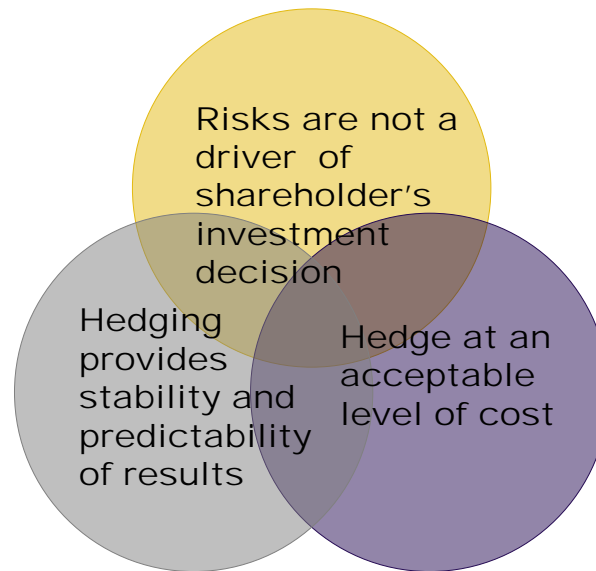 Risks are not a
driver of
shareholder's
investment
decision
Hedging
provides
stability and
predictability
of results
Hedge at an
acceptable
level of cost